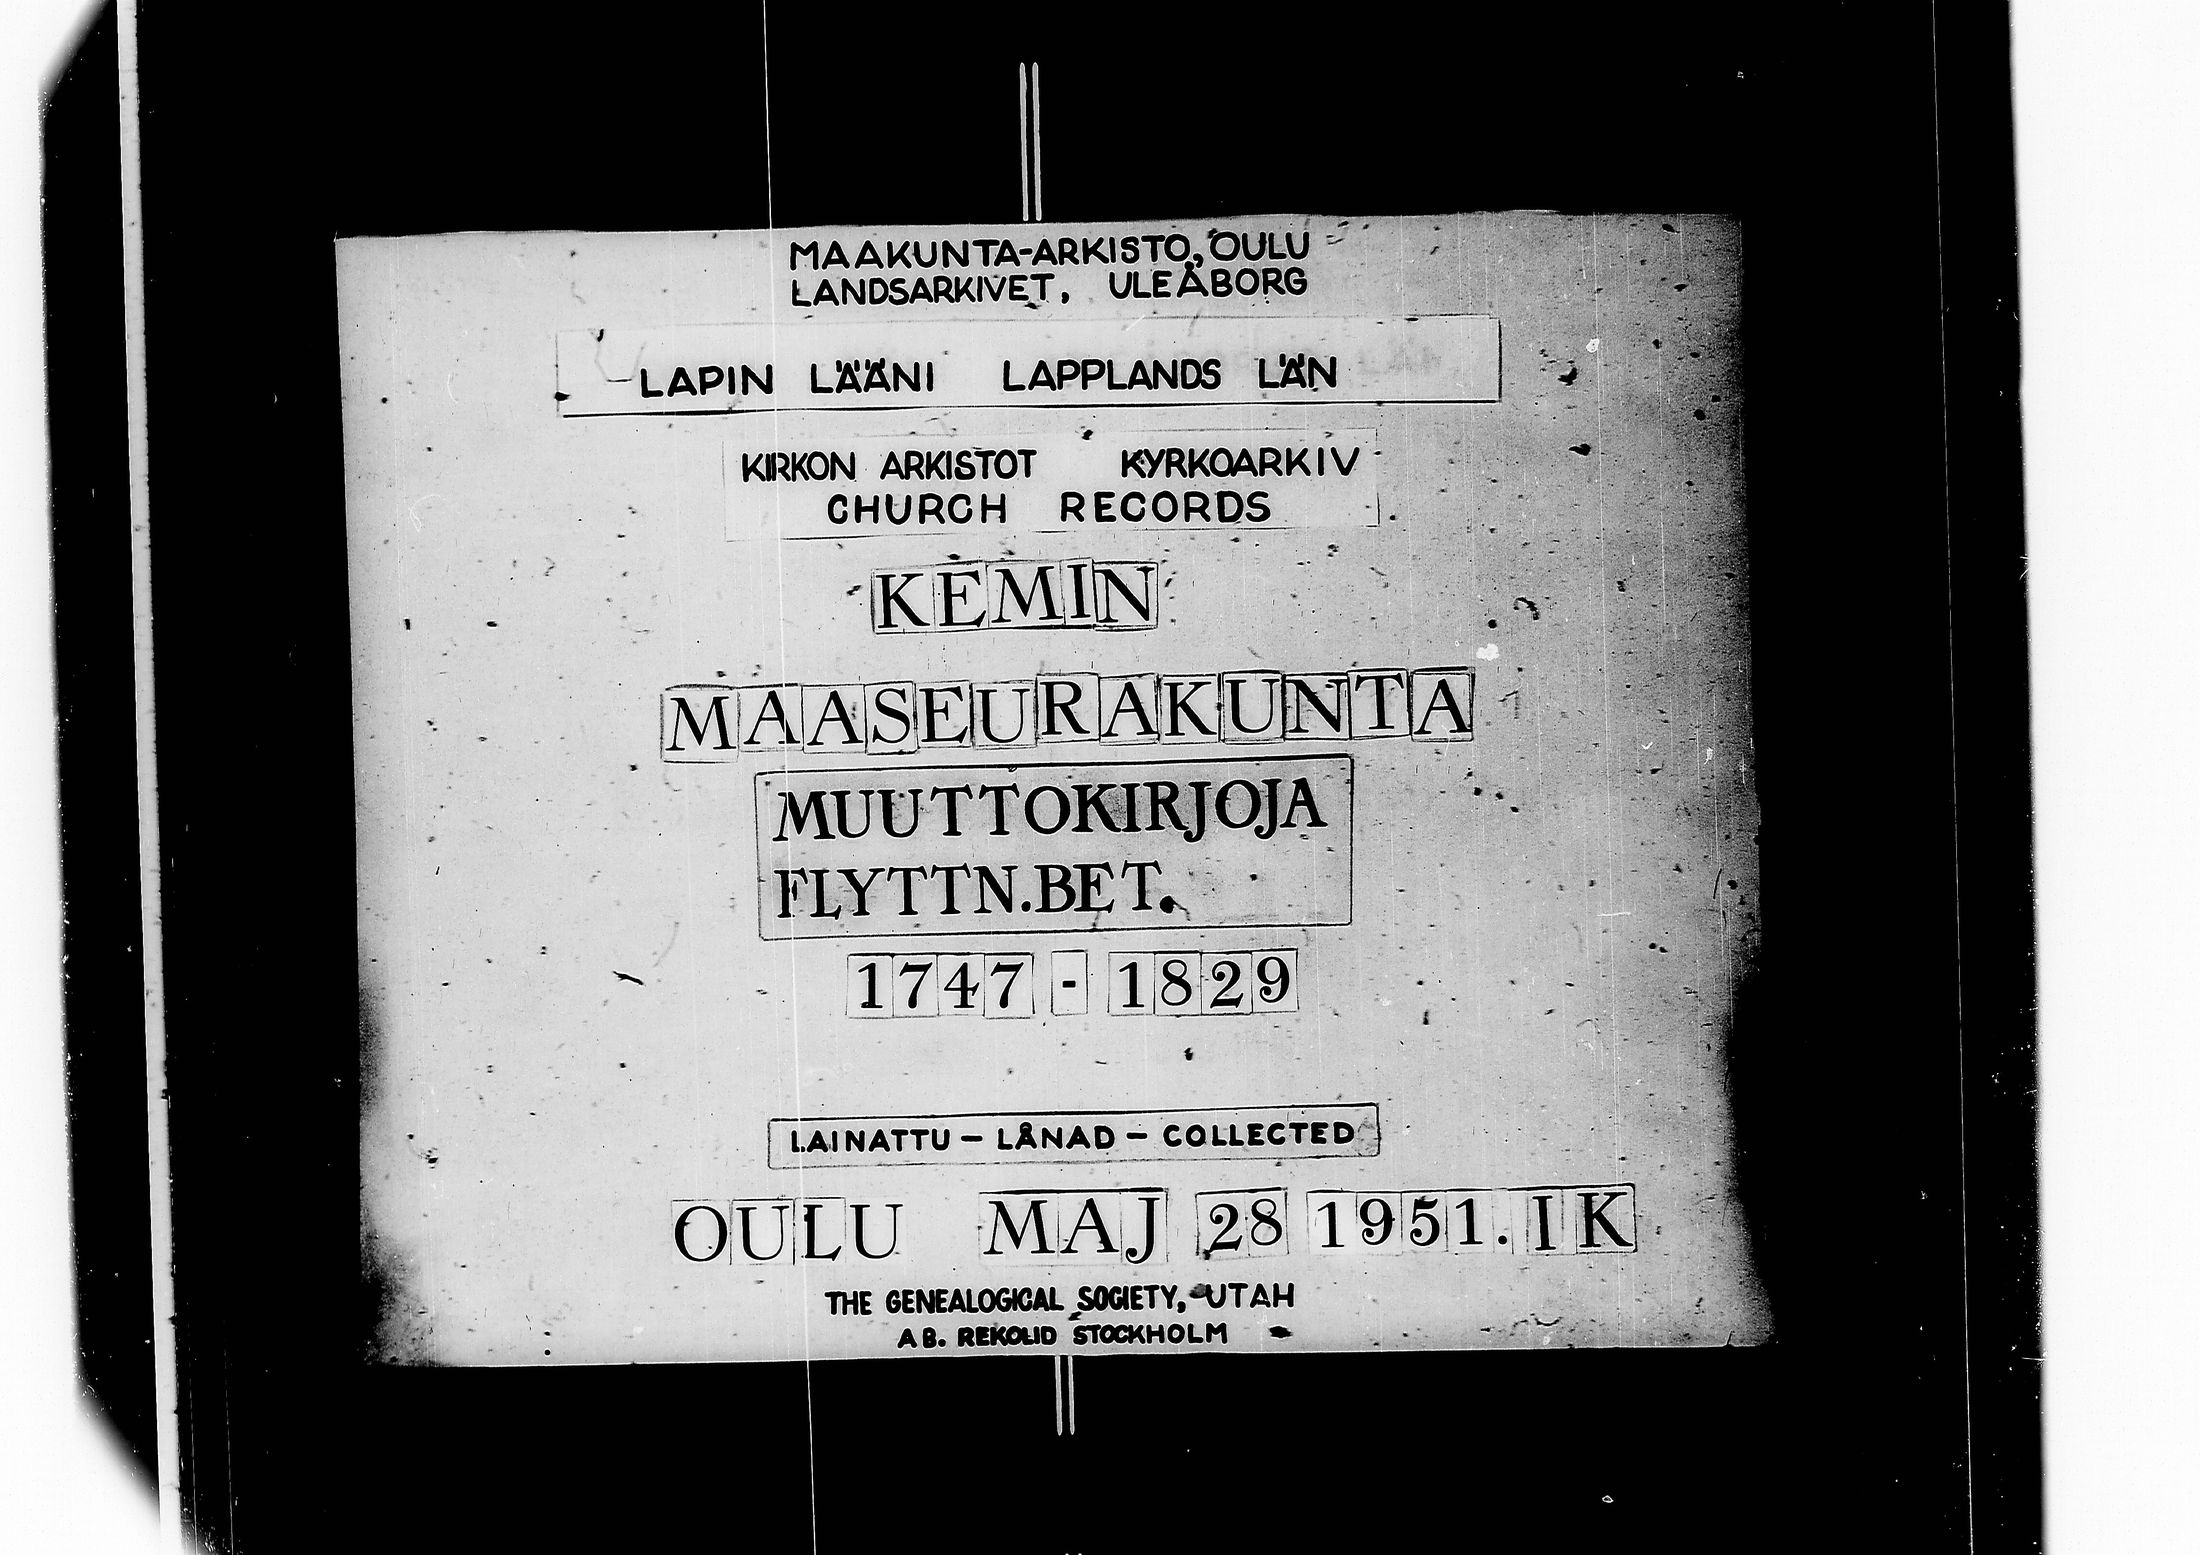 MAAKUNTA-ARKISTO, OULU
LANDSARKIVET, ULEÅBORG
LAPIN LÄÄNI LAPPLANDS LÄN
KIRKON ARKISTOT KYRKOARKIV
CHURCH RECORDS
KEMIN
MAASEURAKUNTA
MUUTTOKIRJOJA
FLYTTN.BET.
1747 - 1829
LAINATTU - LÅNAD - COLLECTED
OULU MAJ 28 1951. IK
THE GENEALOGICAL SOCIETY, UTAH
AB. REKOLID STOCKHOLM